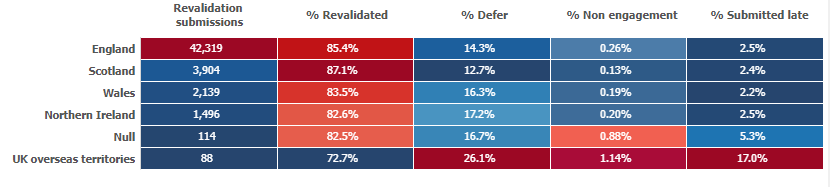 Revalidation submissions % Revalidated % Defer % Non engagement % Submitted late
England 42,319 85.4% 14.3% 0.26% 2.5%
Scotland 3,904 87.1% 12.7% 0.13% 2.4%
Wales 2,139 83.5% 16.3% 0.19% 2.2%
Northern Ireland 1,496 82.6% 17.2% 0.20% 2.5%
Null 114 82.5% 16.7% 0.88% 5.3%
UK overseas territories 88 72.7% 26.1% 1.14% 17.0%